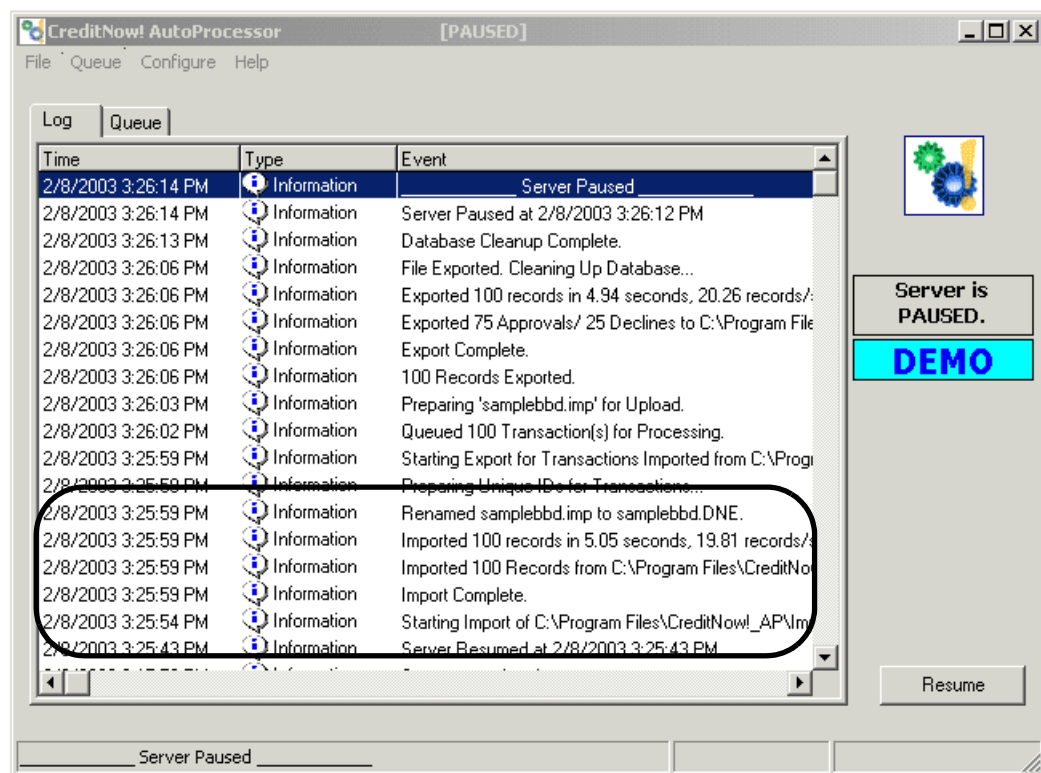 CreditNow! AutoProcessor [PAUSED]
File Queue Configure Help
Log Queue
Time Type Event
2/8/2003 3:26:14 PM Information ____________ Server Paused ____________
2/8/2003 3:26:14 PM Information Server Paused at 2/8/2003 3:26:12 PM
2/8/2003 3:26:13 PM Information Database Cleanup Complete.
2/8/2003 3:26:06 PM Information File Exported. Cleaning Up Database...
2/8/2003 3:26:06 PM Information Exported 100 records in 4.94 seconds, 20.26 records/
2/8/2003 3:26:06 PM Information Exported 75 Approvals/ 25 Declines to C:\Program File
2/8/2003 3:26:06 PM Information Export Complete.
2/8/2003 3:26:06 PM Information 100 Records Exported.
2/8/2003 3:26:03 PM Information Preparing 'samplebbd.imp' for Upload.
2/8/2003 3:26:02 PM Information Queued 100 Transaction(s) for Processing.
2/8/2003 3:25:59 PM Information Starting Export for Transactions Imported from C:\Progr
2/8/2003 3:25:59 PM Information Preparing Unique IDs for Transactions...
2/8/2003 3:25:59 PM Information Renamed samplebbd.imp to samplebbd.DNE.
2/8/2003 3:25:59 PM Information Imported 100 records in 5.05 seconds, 19.81 records/s
2/8/2003 3:25:59 PM Information Imported 100 Records from C:\Program Files\CreditNo
2/8/2003 3:25:59 PM Information Import Complete.
2/8/2003 3:25:54 PM Information Starting Import of C:\Program Files\CreditNow!_AP\Im
2/8/2003 3:25:43 PM Information Server Resumed at 2/8/2003 3:25:43 PM
Server is
PAUSED.
DEMO
Resume
____________ Server Paused ____________